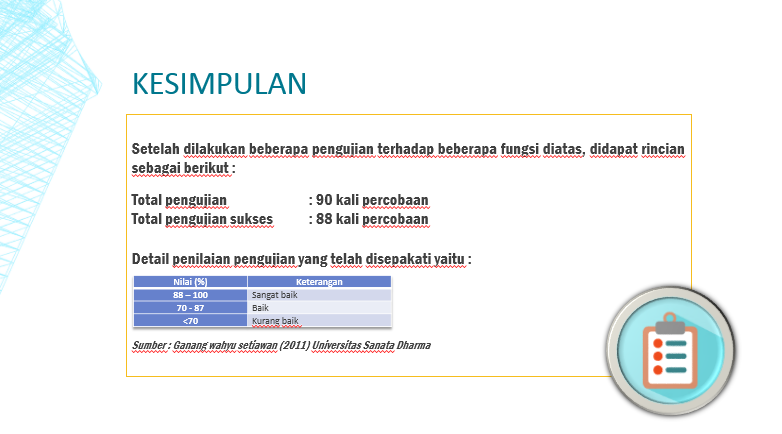 KESIMPULAN
Setelah dilakukan beberapa pengujian terhadap beberapa fungsi diatas, didapat rincian
sebagai berikut :
Total pengujian : 90 kali percobaan
Total pengujian sukses : 88 kali percobaan
Detail penilaian pengujian yang telah disepakati yaitu :
Nilai (%) Keterangan
88 – 100 Sangat baik
70 - 87 Baik
<70 Kurang baik
Sumber : Ganang wahyu setiawan (2011) Universitas Sanata Dharma